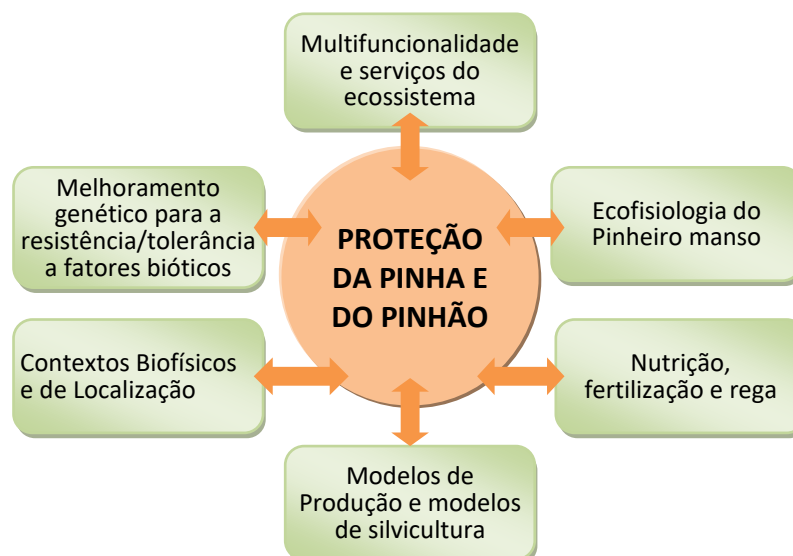 Multifuncionalidade
e serviços do
ecossistema
Melhoramento
genético para a
resistência/tolerância
a fatores bióticos
PROTEÇÃO
DA PINHA E
DO PINHÃO
Ecofisiologia do
Pinheiro manso
Contextos Biofísicos
e de Localização
Nutrição,
fertilização e rega
Modelos de
Produção e modelos
de silvicultura